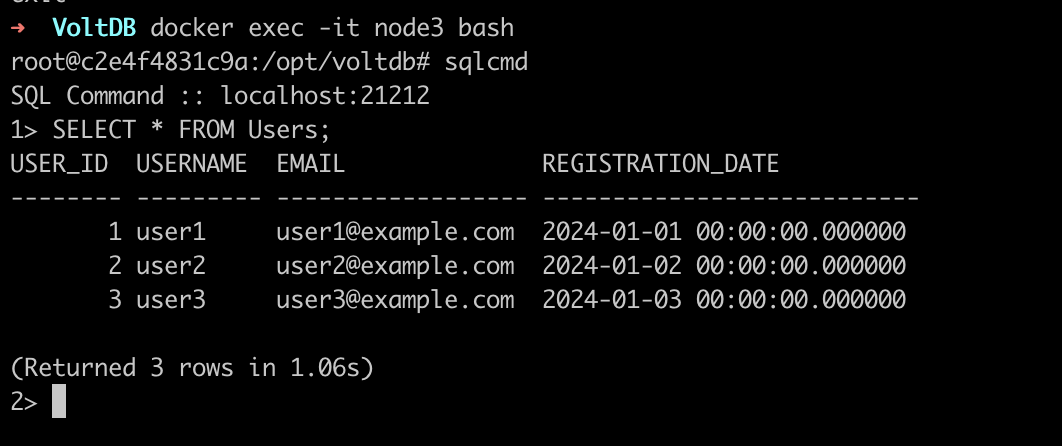 ➜  VoltDB docker exec -it node3 bash
root@c2e4f4831c9a:/opt/voltdb# sqlcmd
SQL Command :: localhost:21212
1> SELECT * FROM Users;
USER_ID  USERNAME  EMAIL              REGISTRATION_DATE
-------- --------- ------------------ ---------------------------
       1 user1     user1@example.com  2024-01-01 00:00:00.000000
       2 user2     user2@example.com  2024-01-02 00:00:00.000000
       3 user3     user3@example.com  2024-01-03 00:00:00.000000

(Returned 3 rows in 1.06s)
2>